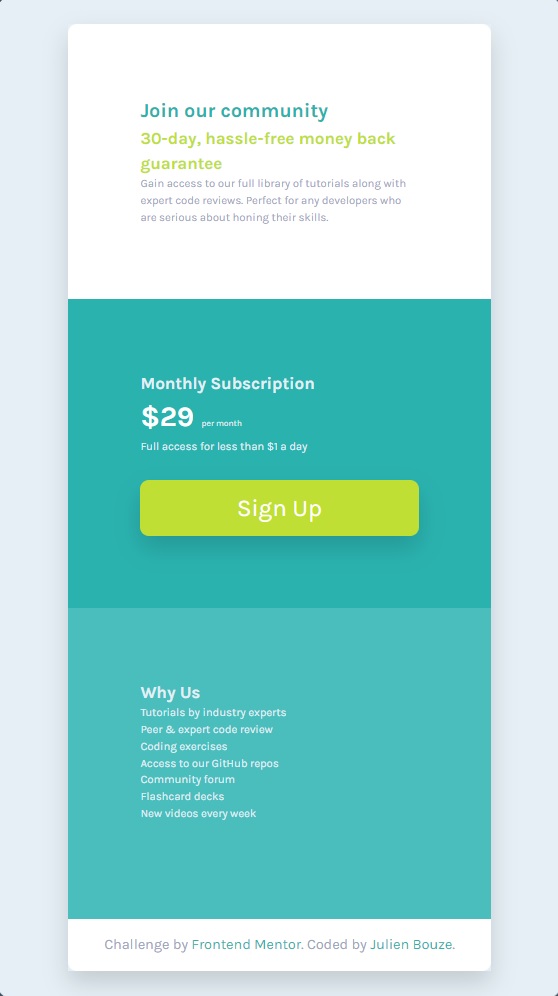 Join our community
30-day, hassle-free money back
guarantee
Gain access to our full library of tutorials along with
expert code reviews. Perfect for any developers who
are serious about honing their skills.
Monthly Subscription
$29 per month
Full access for less than $1 a day
Sign Up
Why Us
Tutorials by industry experts
Peer & expert code review
Coding exercises
Access to our GitHub repos
Community forum
Flashcard decks
New videos every week
Challenge by Frontend Mentor. Coded by Julien Bouze.